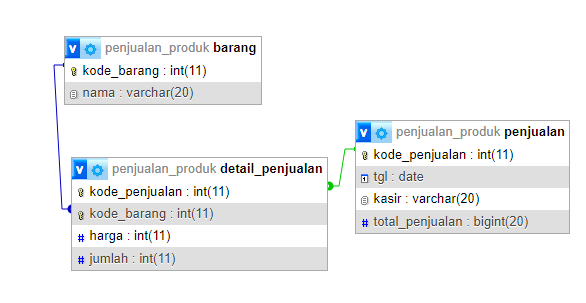 penjualan_produk barang
kode_barang : int(11)
nama : varchar(20)
penjualan_produk detail_penjualan
kode_penjualan : int(11)
kode_barang : int(11)
harga : int(11)
jumlah : int(11)
penjualan_produk penjualan
kode_penjualan : int(11)
tgl : date
kasir : varchar(20)
total_penjualan : bigint(20)